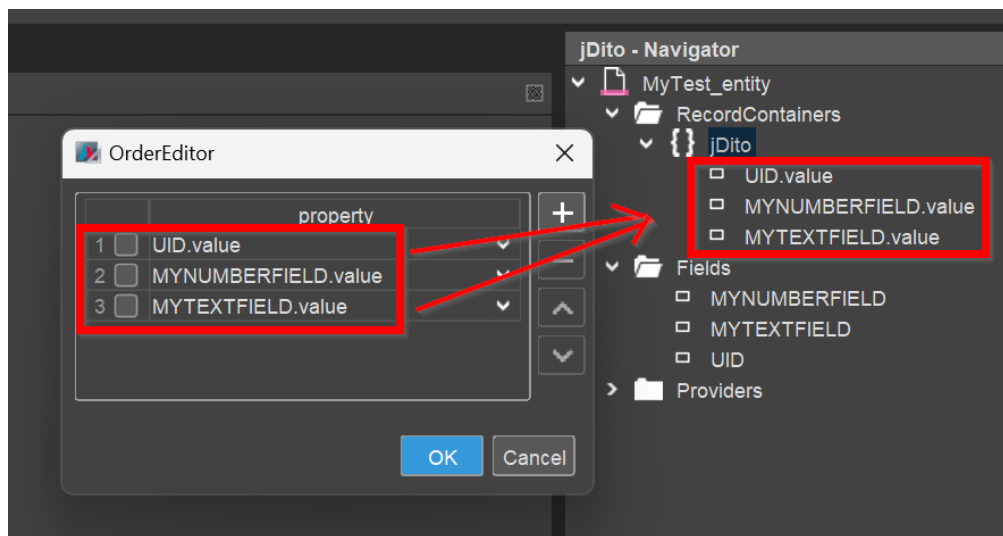 jDito - Navigator
MyTest_entity
RecordContainers
{} jDito
UID.value
MYNUMBERFIELD.value
MYTEXTFIELD.value
Fields
MYNUMBERFIELD
MYTEXTFIELD
UID
Providers
OrderEditor
property
1 UID.value
2 MYNUMBERFIELD.value
3 MYTEXTFIELD.value
OK Cancel